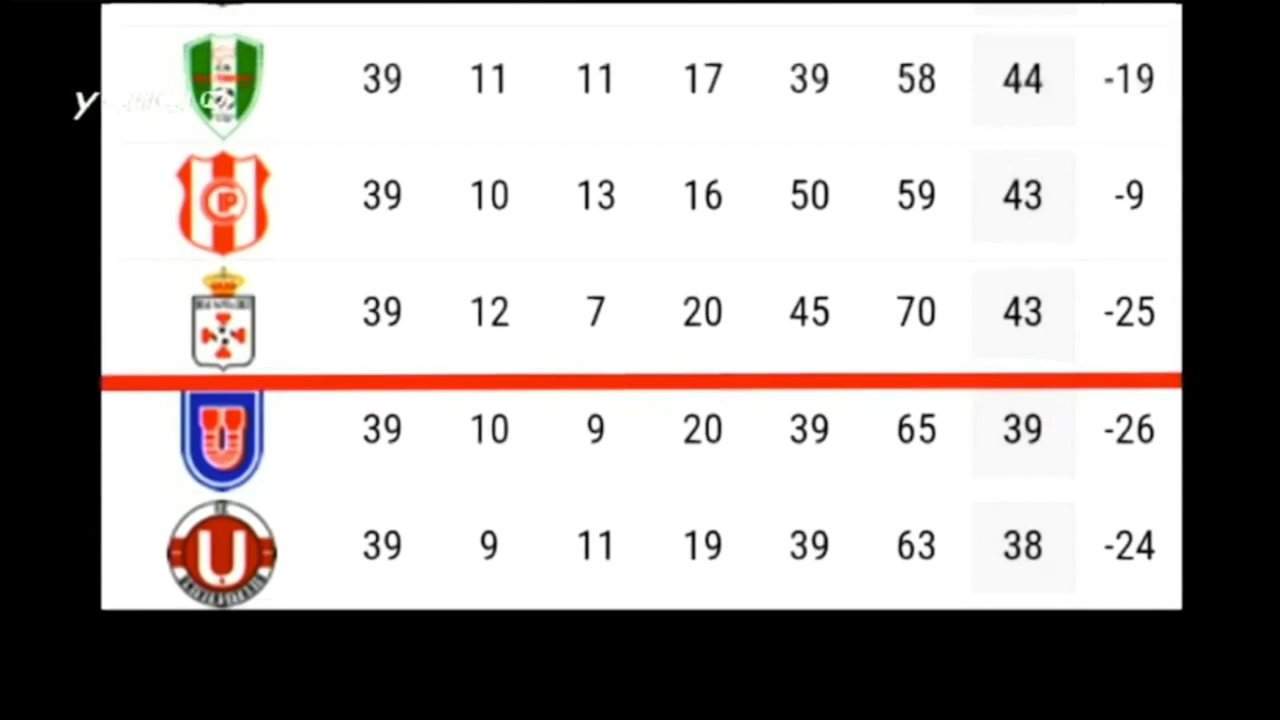 y
39 11 11 17 39 58 44 -19
39 10 13 16 50 59 43 -9
39 12 7 20 45 70 43 -25
39 10 9 20 39 65 39 -26
39 9 11 19 39 63 38 -24
U
UNIVERSITARIO